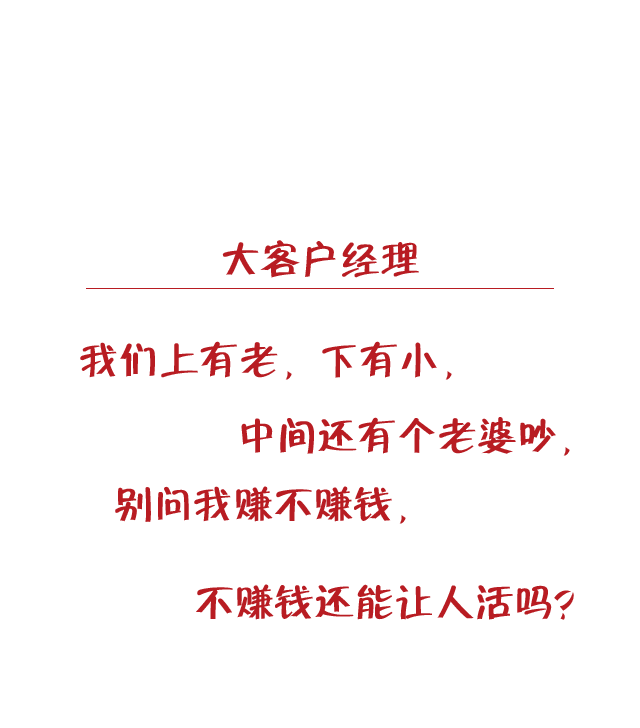 大客户经理
我们上有老，下有小，
中间还有个老婆吵，
别问我赚不赚钱，
不赚钱还能让人活吗？